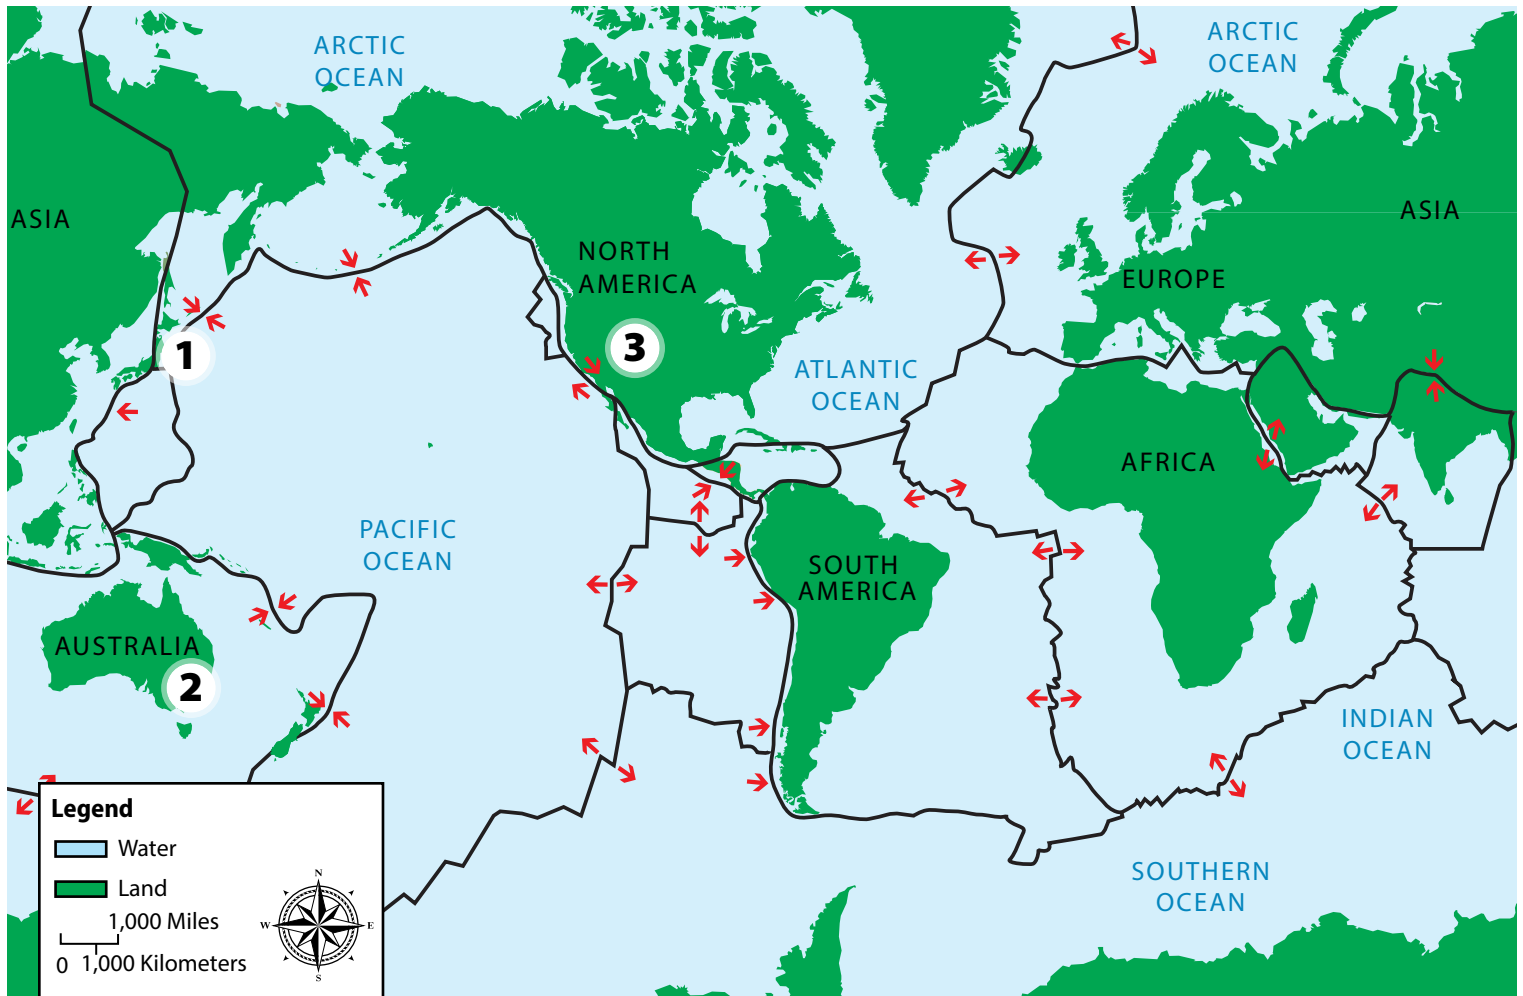 ARCTIC
OCEAN
ARCTIC
OCEAN
ASIA
NORTH
AMERICA
ASIA
EUROPE
1
3
ATLANTIC
OCEAN
AFRICA
PACIFIC
OCEAN
SOUTH
AMERICA
AUSTRALIA
2
INDIAN
OCEAN
SOUTHERN
OCEAN
Legend
Water
Land
1,000 Miles
0 1,000 Kilometers
N
W E
S